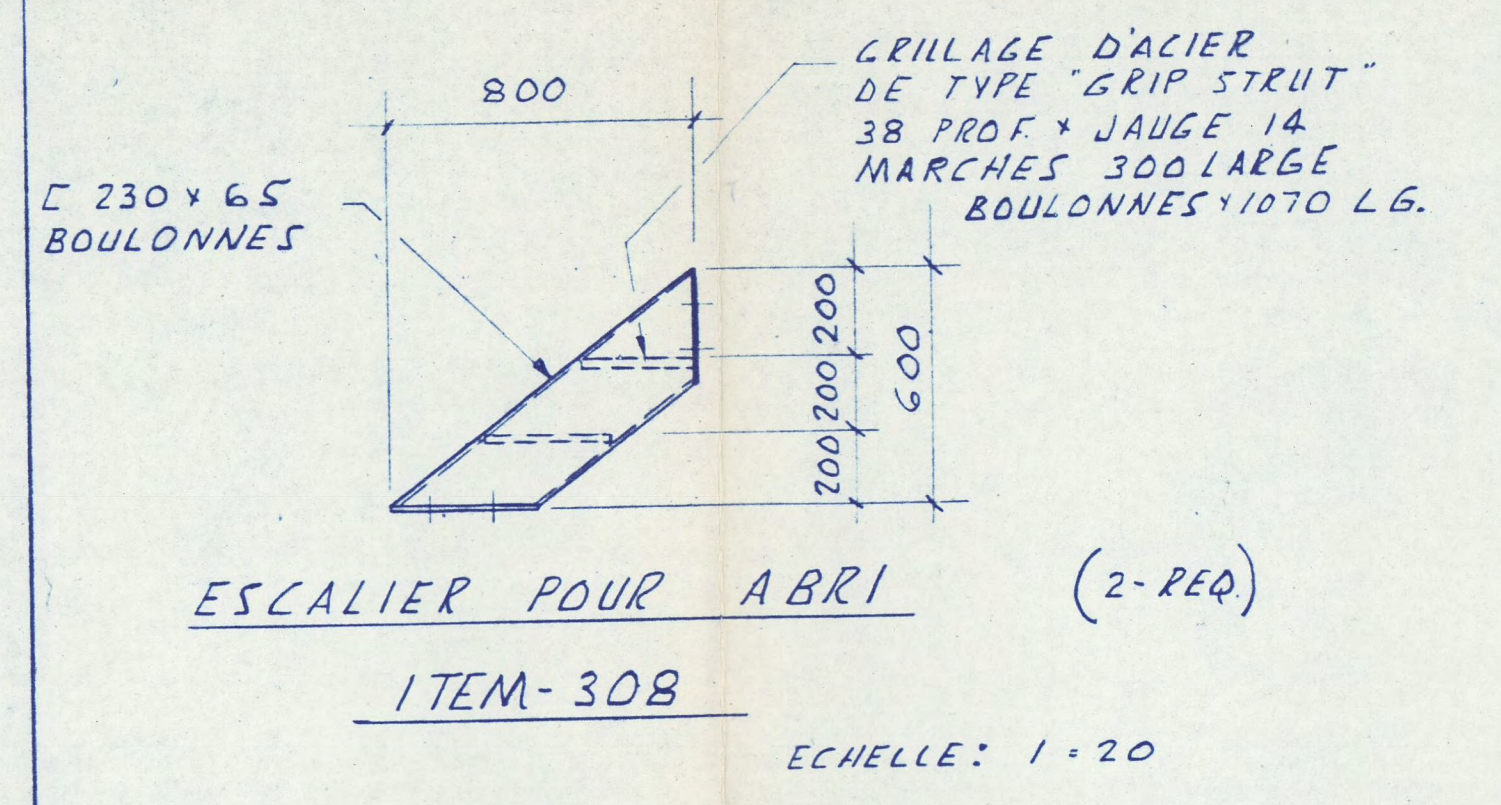 GRILLAGE D'ACIER
DE TYPE "GRIP STRUT"
38 PROF. x JAUGE 14
MARCHES 300 LARGE
BOULONNES x 1070 LG.
800
[ 230 x 65
BOULONNES
200
200
200
600
ESCALIER POUR ABRI
(2-REQ.)
ITEM-308
ECHELLE: 1=20